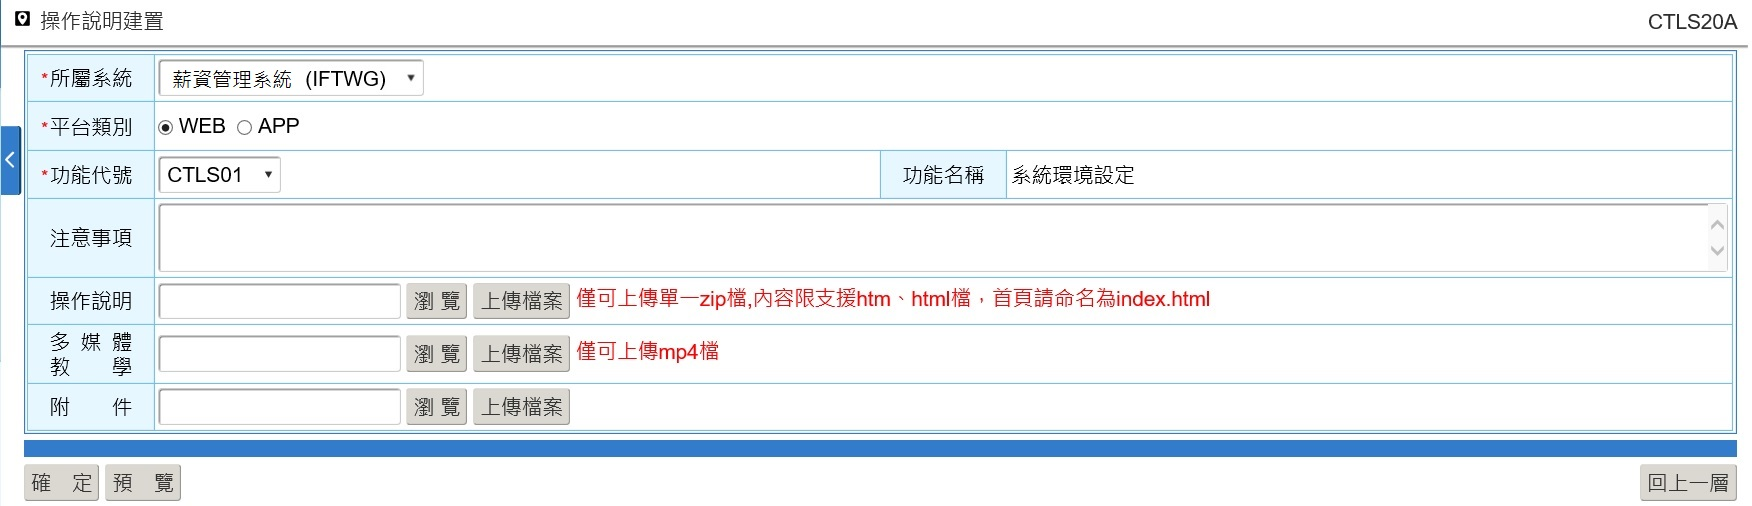 操作說明建置 CTLS20A
*所屬系統 薪資管理系統 (IFTWG)
*平台類別 WEB APP
*功能代號 CTLS01 功能名稱 系統環境設定
注意事項
操作說明 瀏 覽 上傳檔案 僅可上傳單一zip檔,內容限支援htm、html檔，首頁請命名為index.html
多 媒 體
教 學 瀏 覽 上傳檔案 僅可上傳mp4檔
附 件 瀏 覽 上傳檔案
確 定 預 覽 回上一層